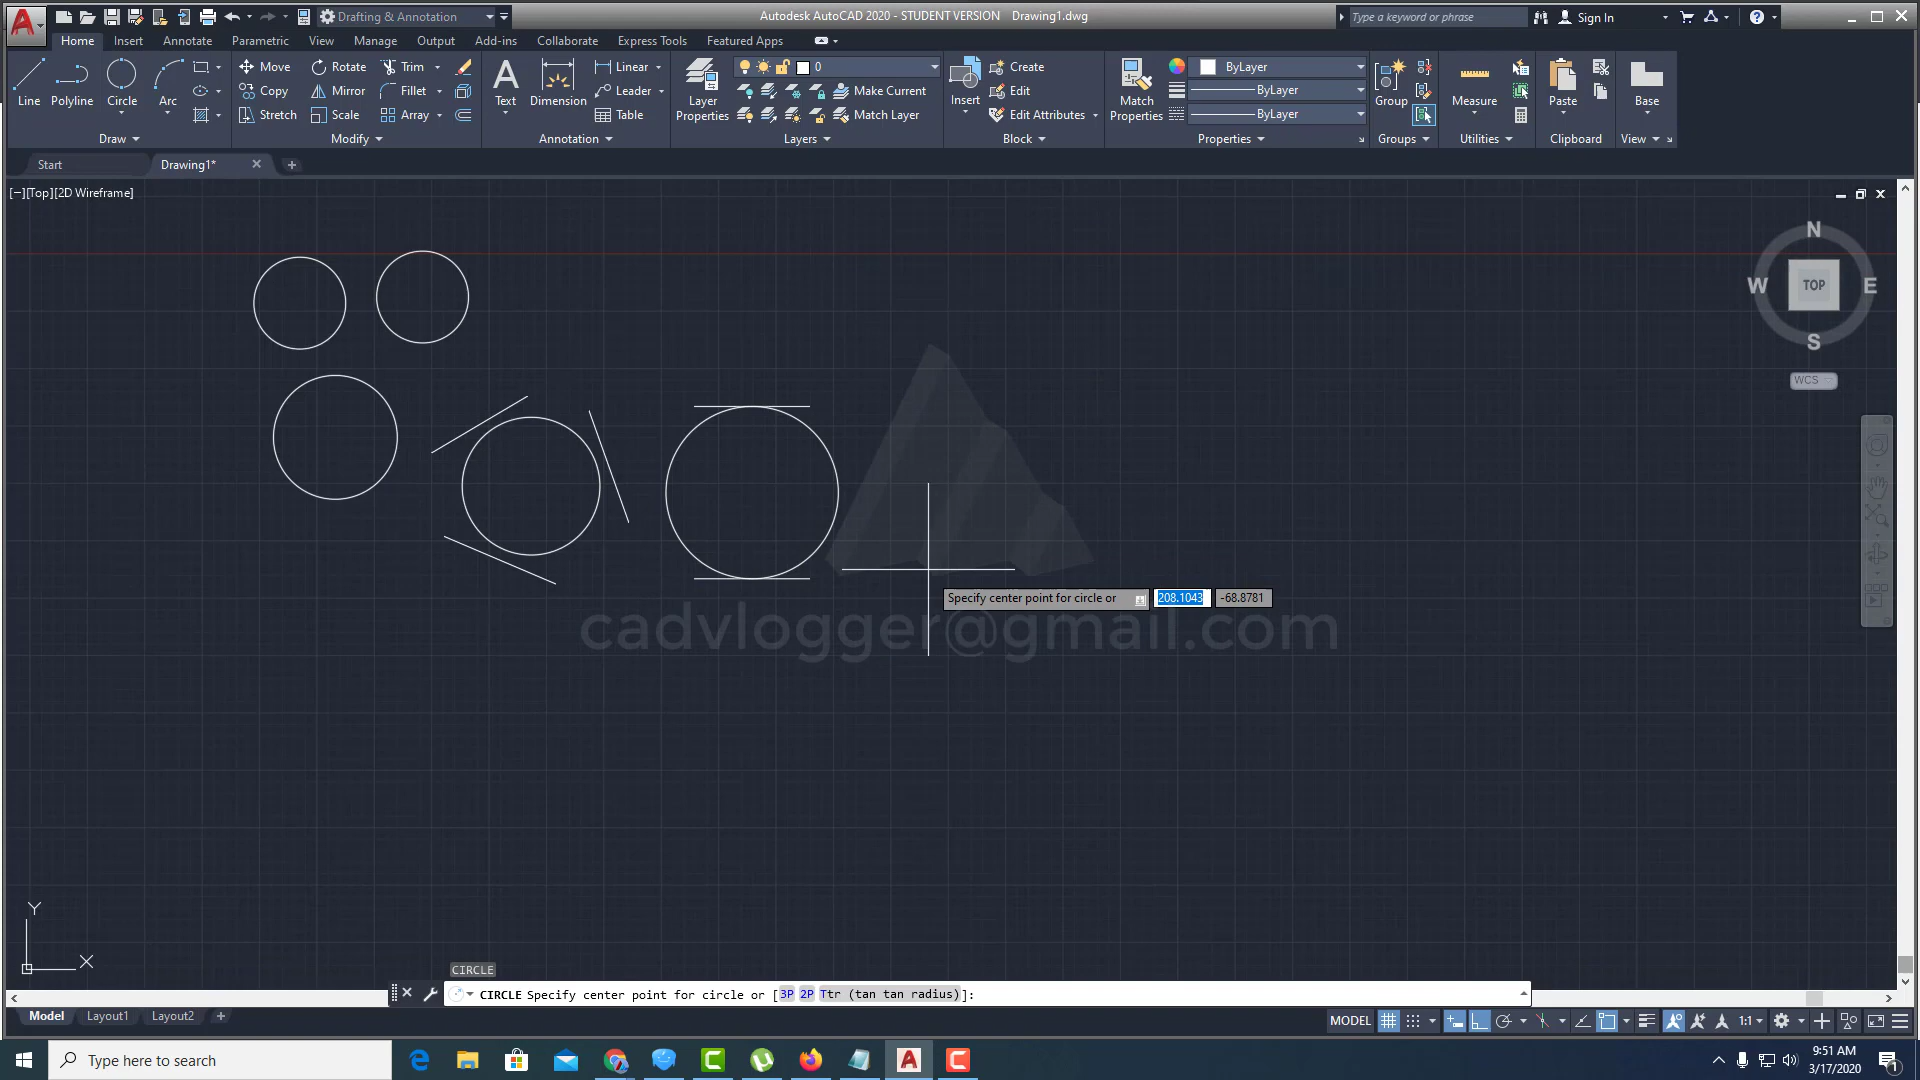 Drafting & Annotation
Autodesk AutoCAD 2020 - STUDENT VERSION Drawing1.dwg
Type a keyword or phrase
Sign In
Home Insert Annotate Parametric View Manage Output Add-ins Collaborate Express Tools Featured Apps
Line Polyline Circle Arc
Move Rotate Trim
Copy Mirror Fillet
Stretch Scale Array
Text Dimension
Linear
Leader
Table
Layer Properties
0
Make Current
Match Layer
Insert
Create
Edit
Edit Attributes
Match Properties
ByLayer
ByLayer
ByLayer
Group
Measure
Paste
Base
Draw Modify Annotation Layers Block Properties Groups Utilities Clipboard View
Start Drawing1*
[−][Top][2D Wireframe]
N
W TOP E
S
WCS
Specify center point for circle or 208.1043 -68.8781
cadvlogger@gmail.com
Y
X
CIRCLE
CIRCLE Specify center point for circle or [3P 2P Ttr (tan tan radius)]:
Model Layout1 Layout2
MODEL 1:1
Type here to search
9:51 AM
3/17/2020
1